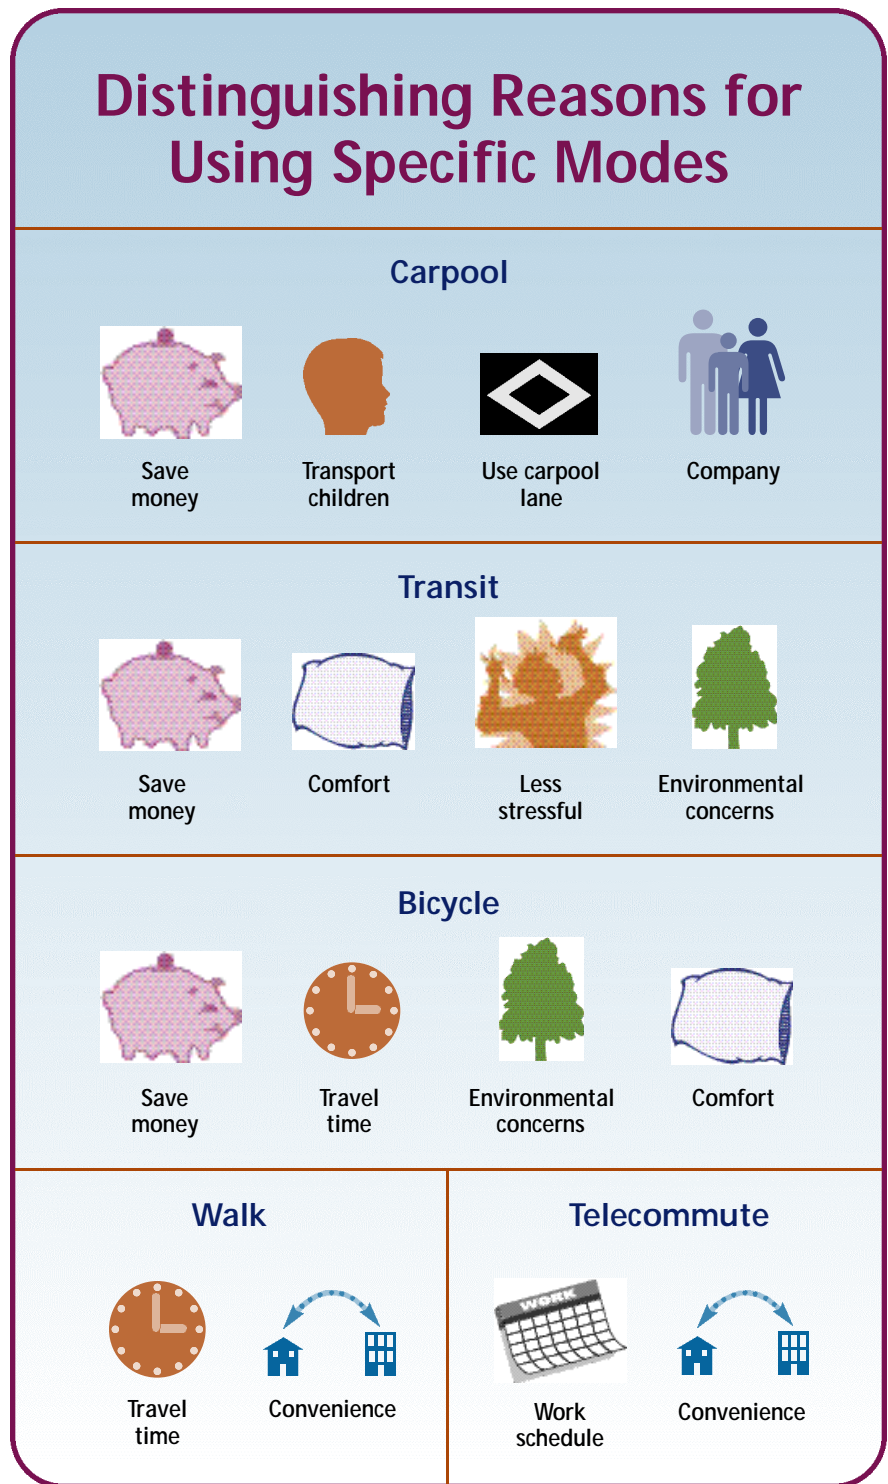 Distinguishing Reasons for
Using Specific Modes
Carpool
Save
money
Transport
children
Use carpool
lane
Company
Transit
Save
money
Comfort
Less
stressful
Environmental
concerns
Bicycle
Save
money
Travel
time
Environmental
concerns
Comfort
Walk
Travel
time
Convenience
Telecommute
WORK
Work
schedule
Convenience